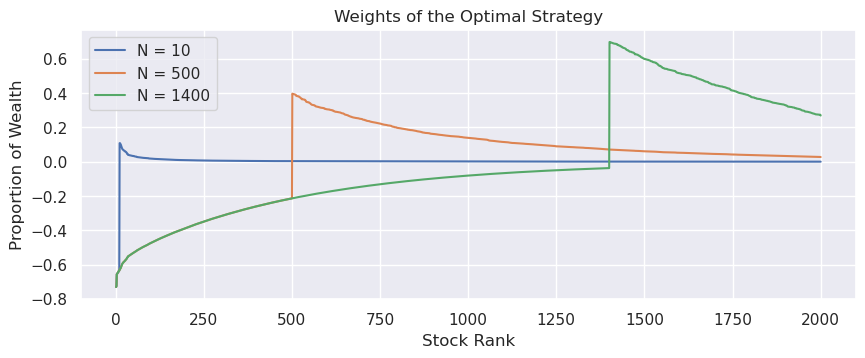 Weights of the Optimal Strategy
N = 10
N = 500
N = 1400
Proportion of Wealth
0.6
0.4
0.2
0.0
−0.2
−0.4
−0.6
−0.8
0 250 500 750 1000 1250 1500 1750 2000
Stock Rank